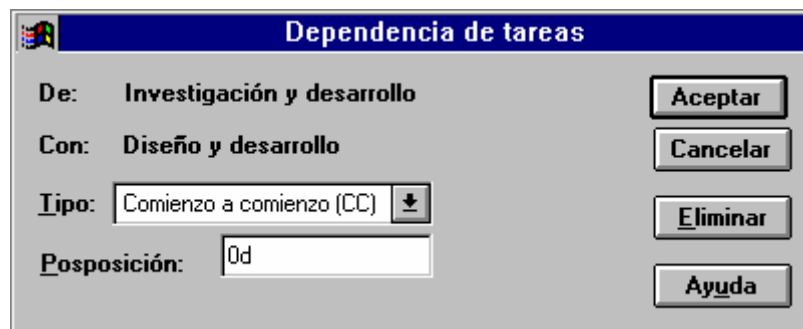 Dependencia de tareas
De: Investigación y desarrollo
Aceptar
Con: Diseño y desarrollo
Cancelar
Tipo: Comienzo a comienzo (CC)
Eliminar
Posposición: 0d
Ayuda